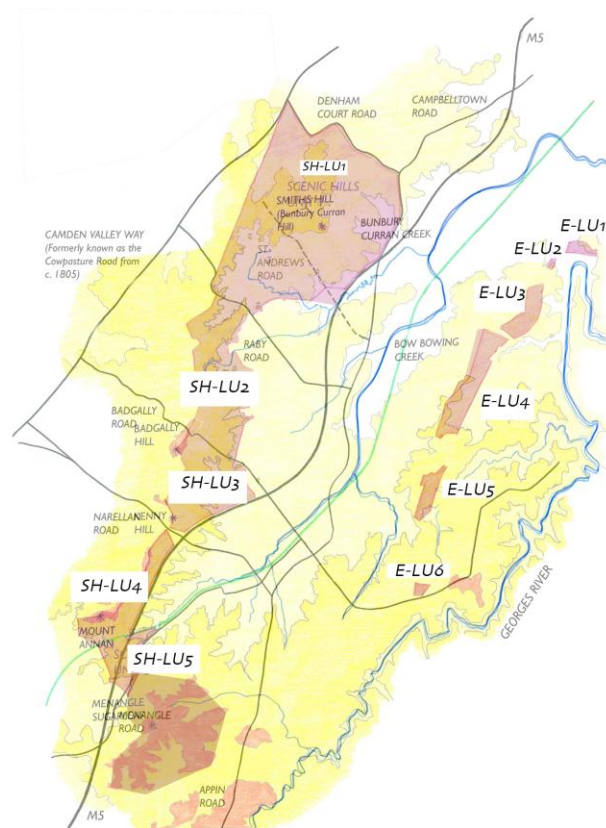 M5
DENHAM
COURT ROAD
CAMPBELLTOWN
ROAD
SH-LU1
SCENIC HILLS
SMITHS HILL
(Bunbury Curran
Hill)
BUNBURY
CURRAN CREEK
E-LU1
E-LU2
CAMDEN VALLEY WAY
(Formerly known as the
Cowpasture Road from
c. 1805)
ST.
ANDREWS
ROAD
E-LU3
RABY
ROAD
BOW BOWING
CREEK
SH-LU2
E-LU4
BADGALLY
ROAD
BADGALLY
HILL
SH-LU3
E-LU5
NARELLAN
ROAD
KENNY
HILL
E-LU6
SH-LU4
GEORGES RIVER
MOUNT
ANNAN
SH-LU5
MENANGLE
ROAD
APPIN
ROAD
M5